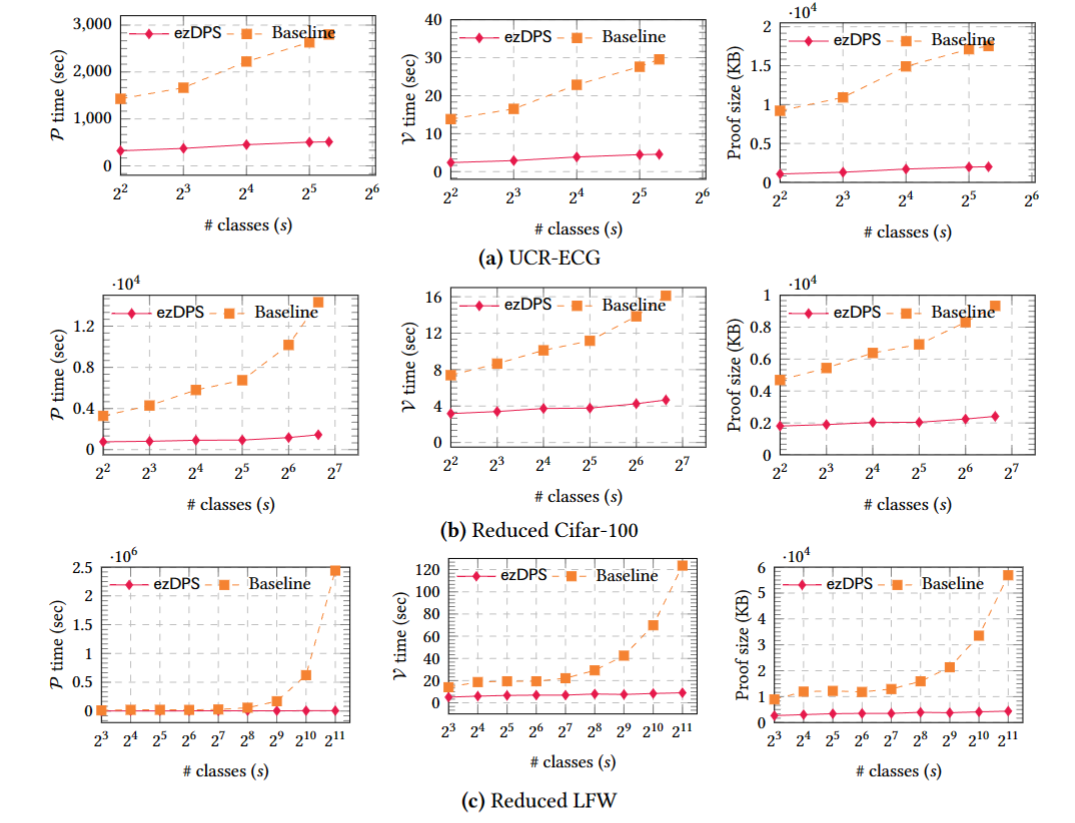 3,000
2,000
1,000
0
P time (sec)
ezDPS Baseline
2^2 2^3 2^4 2^5 2^6
# classes (s)
40
30
20
10
0
V time (sec)
ezDPS Baseline
2^2 2^3 2^4 2^5 2^6
# classes (s)
·10^4
2
1.5
1
0.5
0
Proof size (KB)
ezDPS Baseline
2^2 2^3 2^4 2^5 2^6
# classes (s)
(a) UCR-ECG
·10^4
1.2
0.8
0.4
0
P time (sec)
ezDPS Baseline
2^2 2^3 2^4 2^5 2^6 2^7
# classes (s)
16
12
8
4
0
V time (sec)
ezDPS Baseline
2^2 2^3 2^4 2^5 2^6 2^7
# classes (s)
·10^4
1
0.8
0.6
0.4
0.2
0
Proof size (KB)
ezDPS Baseline
2^2 2^3 2^4 2^5 2^6 2^7
# classes (s)
(b) Reduced Cifar-100
·10^6
2.5
2
1.5
1
0.5
0
P time (sec)
ezDPS Baseline
2^3 2^4 2^5 2^6 2^7 2^8 2^9 2^10 2^11
# classes (s)
120
100
80
60
40
20
0
V time (sec)
ezDPS Baseline
2^3 2^4 2^5 2^6 2^7 2^8 2^9 2^10 2^11
# classes (s)
·10^4
6
5
4
3
2
1
0
Proof size (KB)
ezDPS Baseline
2^3 2^4 2^5 2^6 2^7 2^8 2^9 2^10 2^11
# classes (s)
(c) Reduced LFW